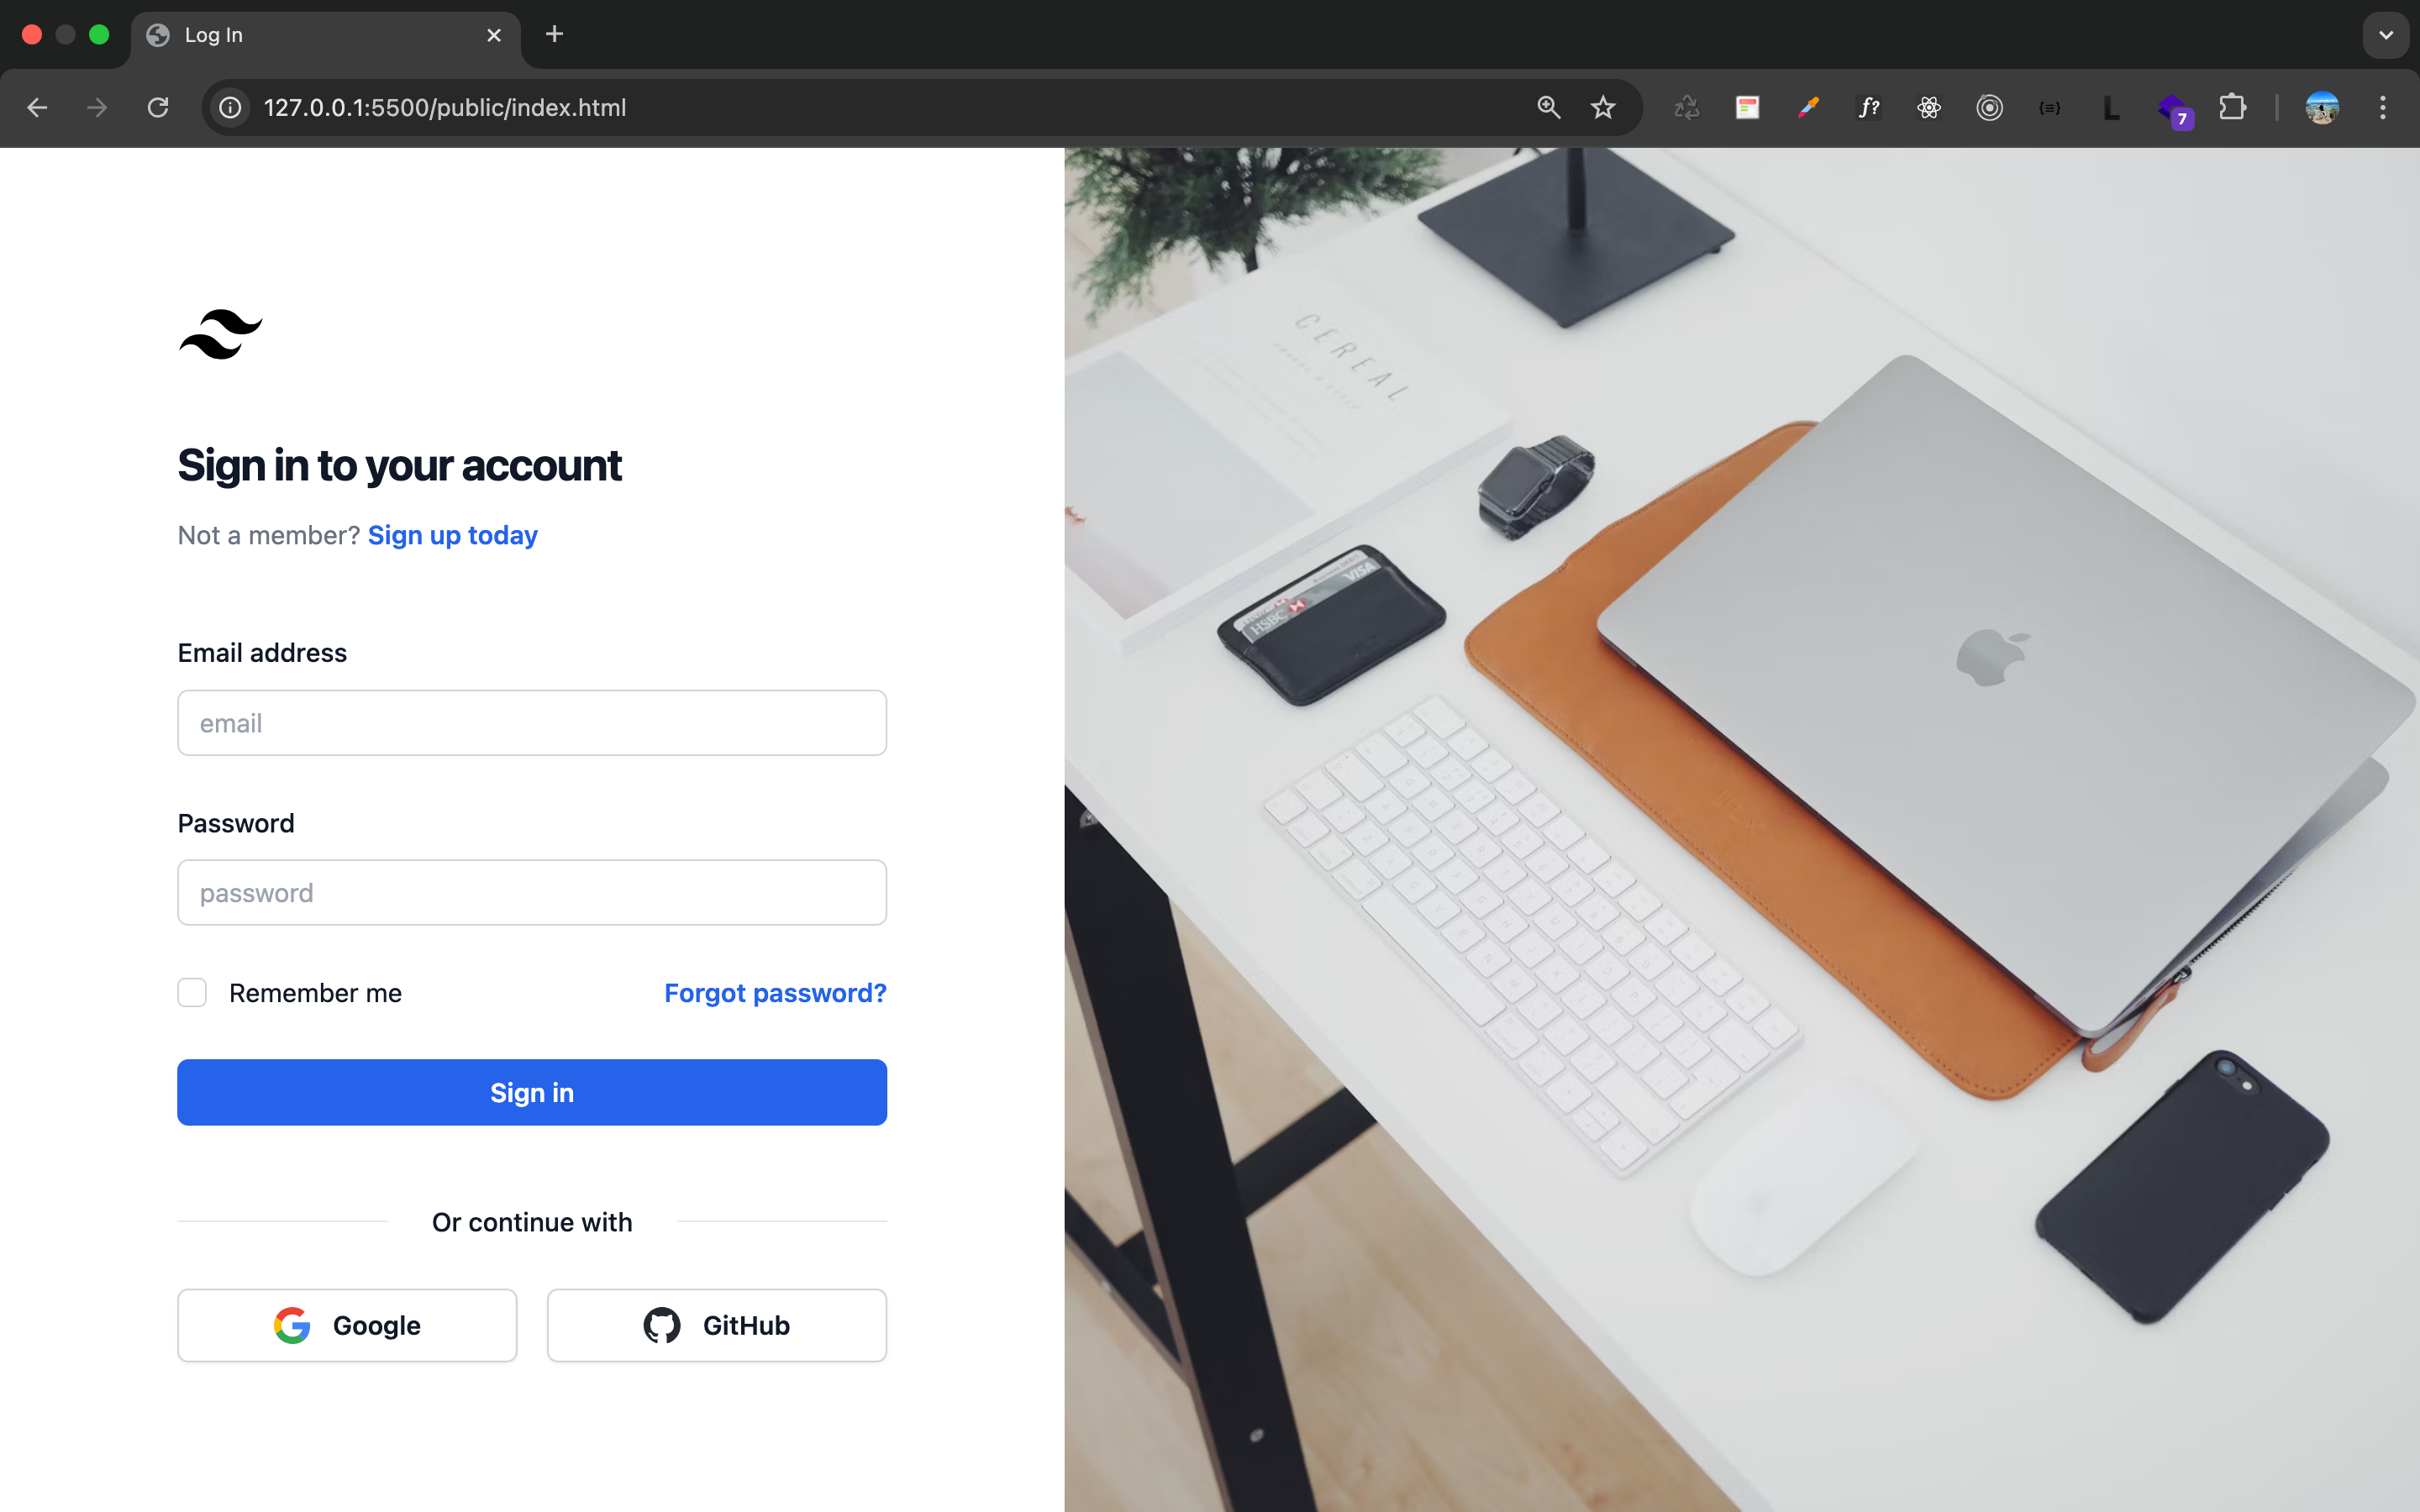 Log In
127.0.0.1:5500/public/index.html
f?
{≡}
L
7
Sign in to your account
Not a member? Sign up today
Email address
email
Password
password
Remember me
Forgot password?
Sign in
Or continue with
Google
GitHub
CEREAL
VISA
HSBC